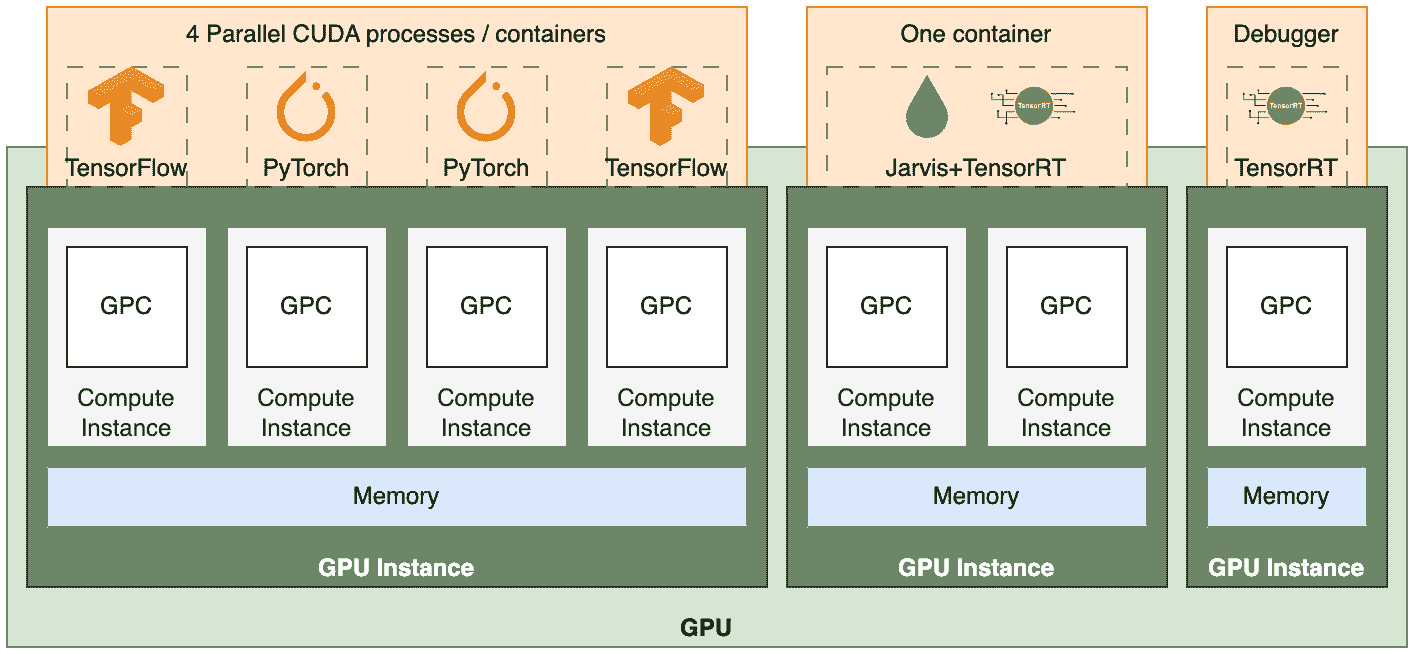 4 Parallel CUDA processes / containers
One container
Debugger
TensorRT
TensorRT
TensorFlow
PyTorch
PyTorch
TensorFlow
Jarvis+TensorRT
TensorRT
GPC
GPC
GPC
GPC
GPC
GPC
GPC
Compute
Instance
Compute
Instance
Compute
Instance
Compute
Instance
Compute
Instance
Compute
Instance
Compute
Instance
Memory
Memory
Memory
GPU Instance
GPU Instance
GPU Instance
GPU